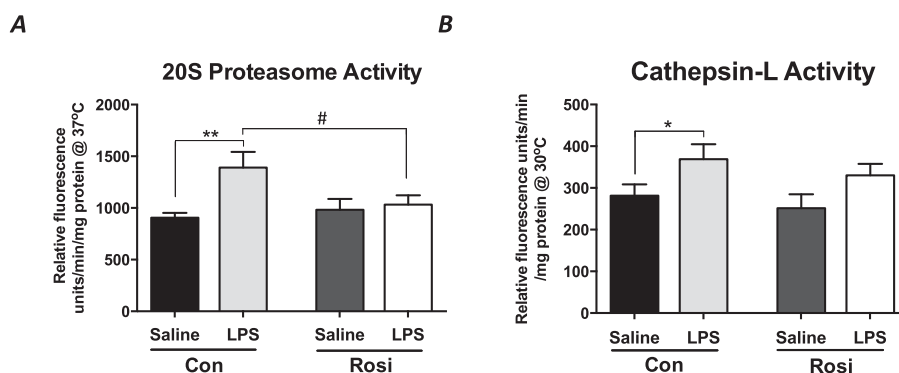 A
20S Proteasome Activity
Relative fluorescence
units/min/mg protein @ 37ºC
2000
1500
1000
500
0
**
#
Saline LPS Saline LPS
Con Rosi
B
Cathepsin-L Activity
Relative fluorescence units/min
/mg protein @ 30ºC
500
400
300
200
100
0
*
Saline LPS Saline LPS
Con Rosi